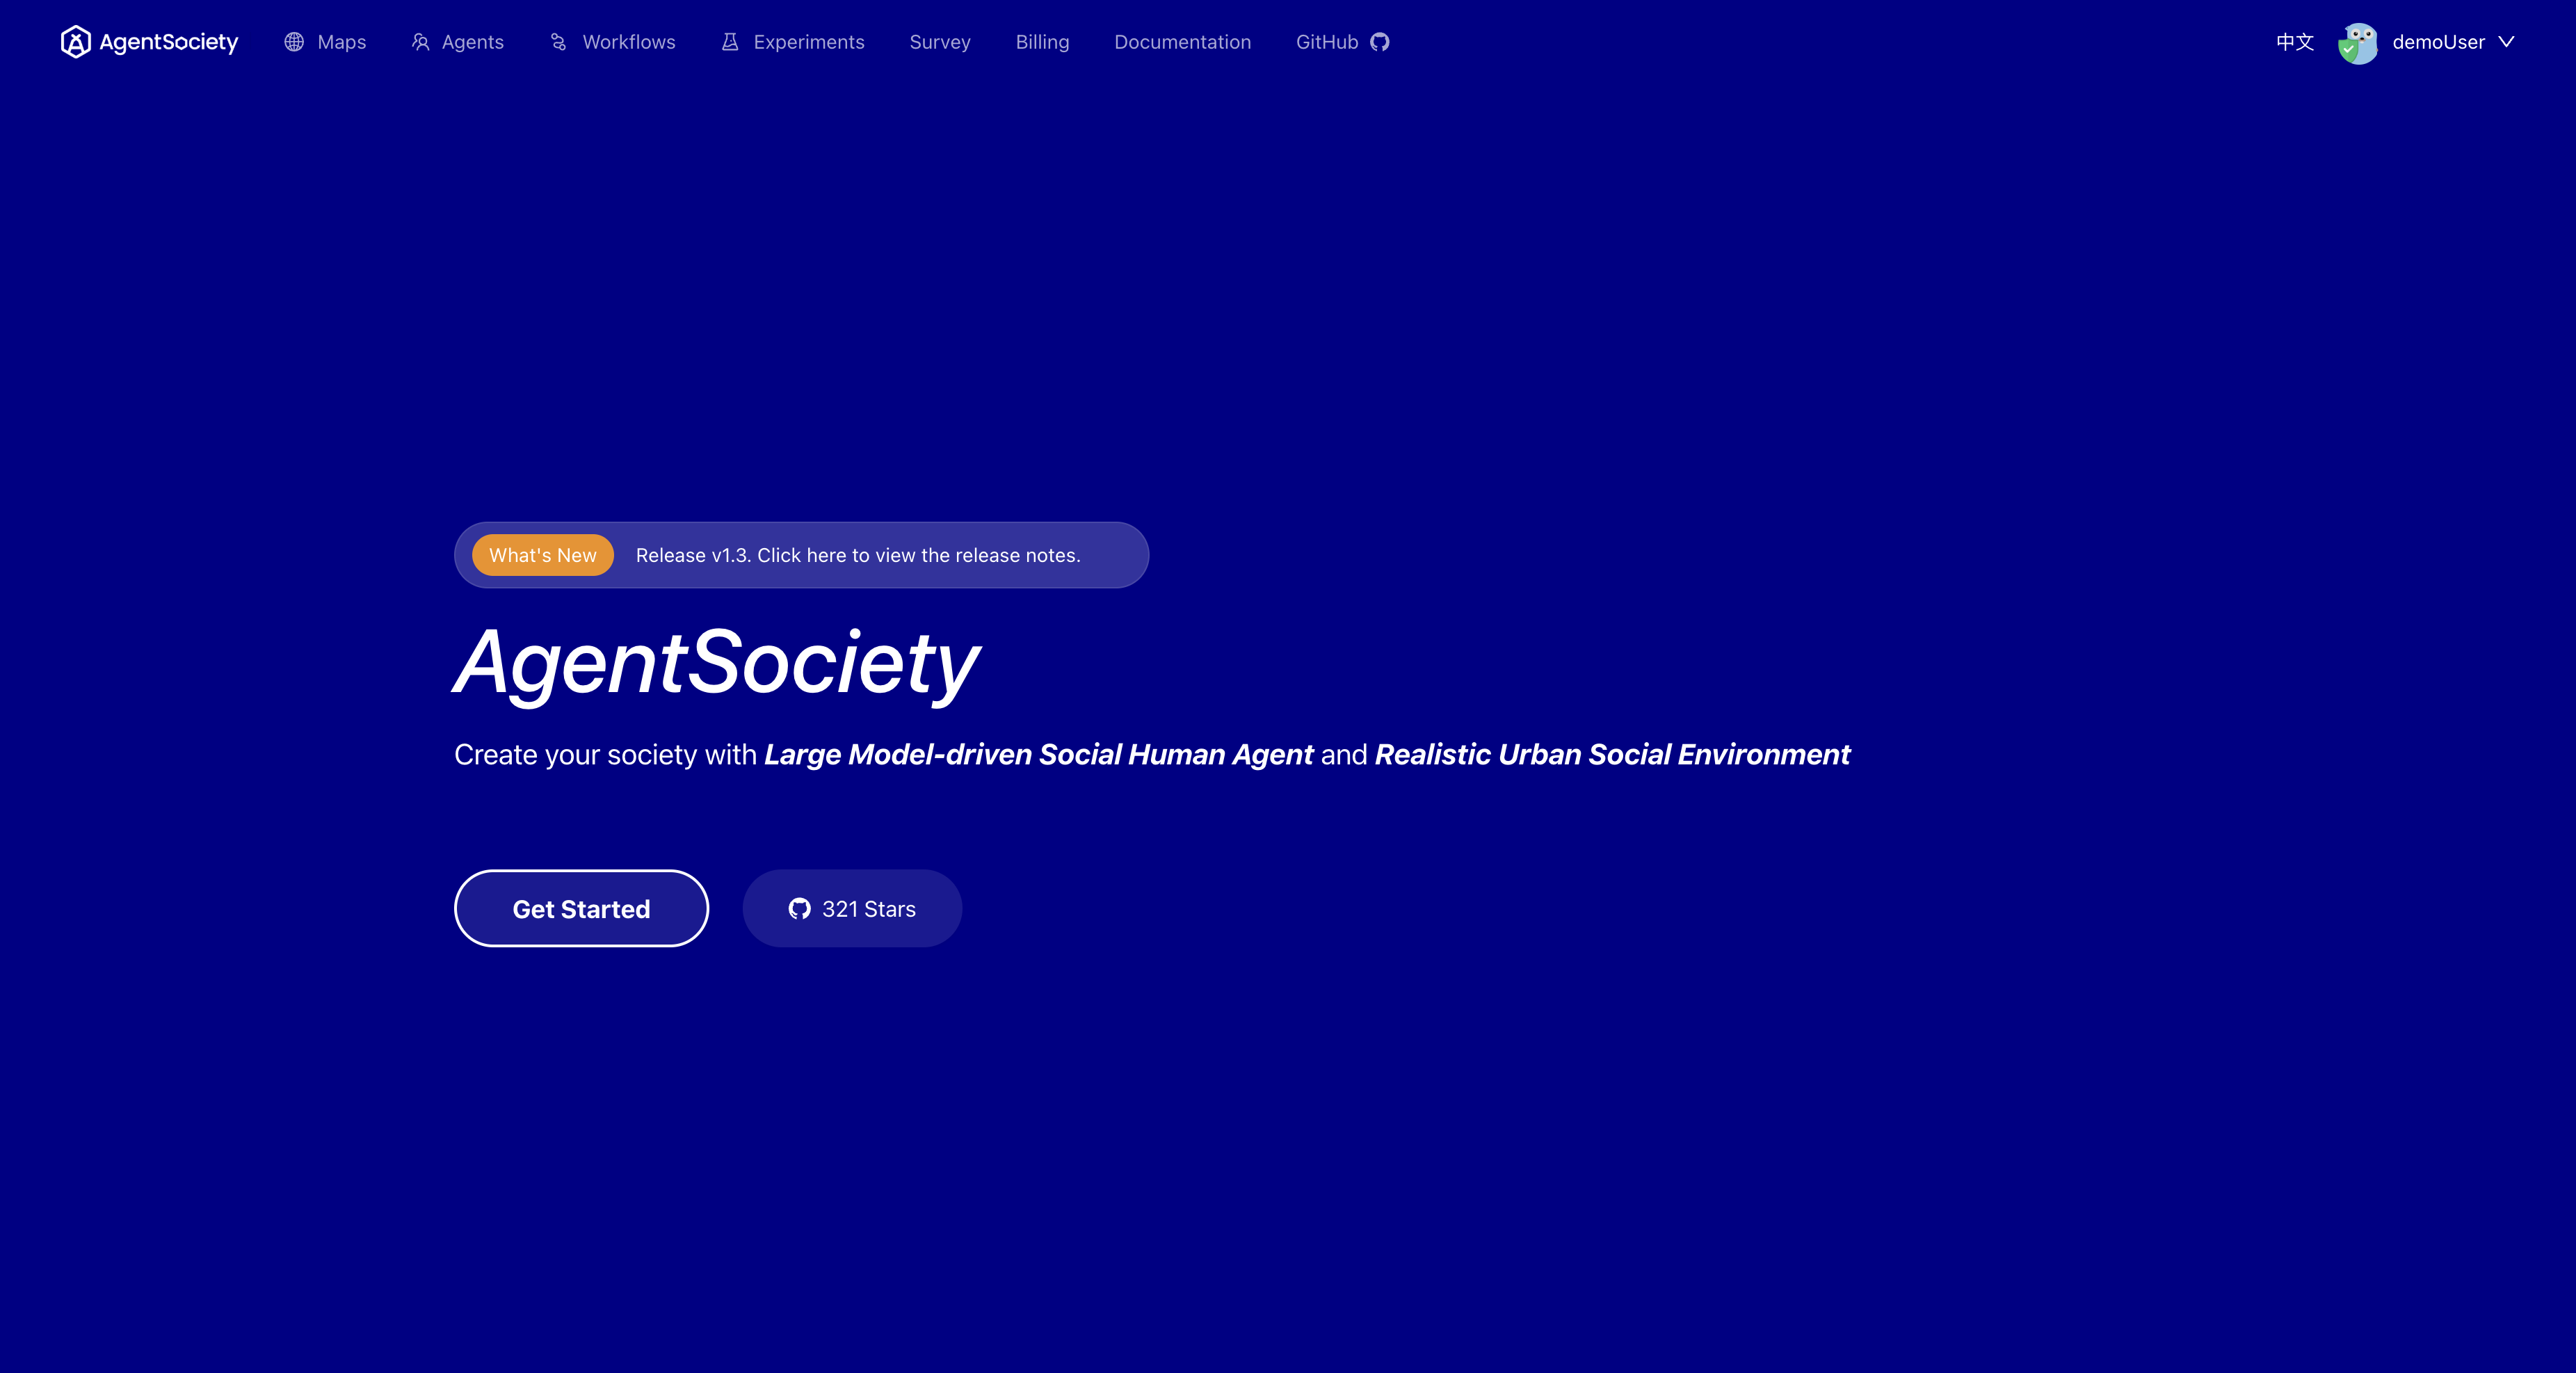 AgentSociety Maps Agents Workflows Experiments Survey Billing Documentation GitHub 中文 demoUser
What's New Release v1.3. Click here to view the release notes.
AgentSociety
Create your society with Large Model-driven Social Human Agent and Realistic Urban Social Environment
Get Started 321 Stars